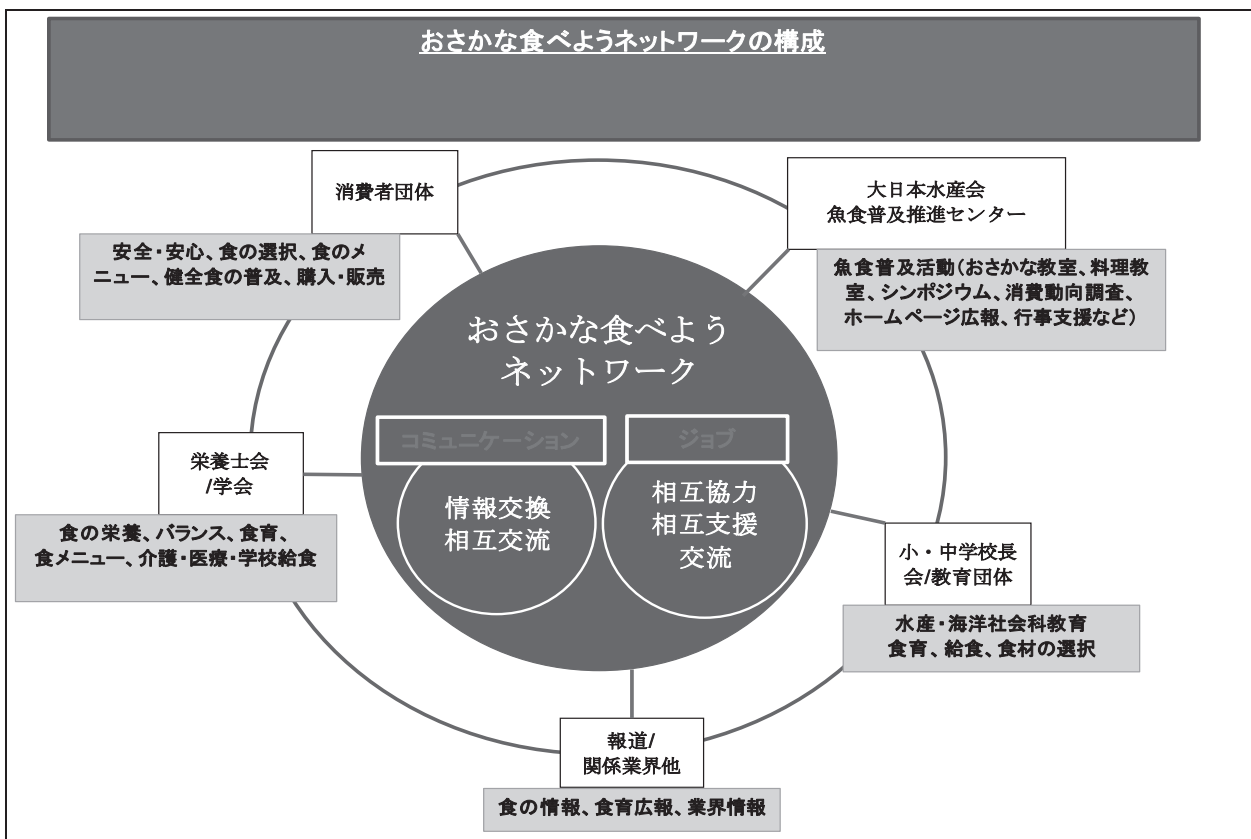 おさかな食べようネットワークの構成
消費者団体
安全・安心、食の選択、食のメ
ニュー、健全食の普及、購入・販売
大日本水産会
魚食普及推進センター
魚食普及活動(おさかな教室、料理教
室、シンポジウム、消費動向調査、
ホームページ広報、行事支援など)
おさかな食べよう
ネットワーク
コミュニケーション
情報交換
相互交流
ジョブ
相互協力
相互支援
交流
栄養士会
/学会
食の栄養、バランス、食育、
食メニュー、介護・医療・学校給食
小・中学校長
会/教育団体
水産・海洋社会科教育
食育、給食、食材の選択
報道/
関係業界他
食の情報、食育広報、業界情報